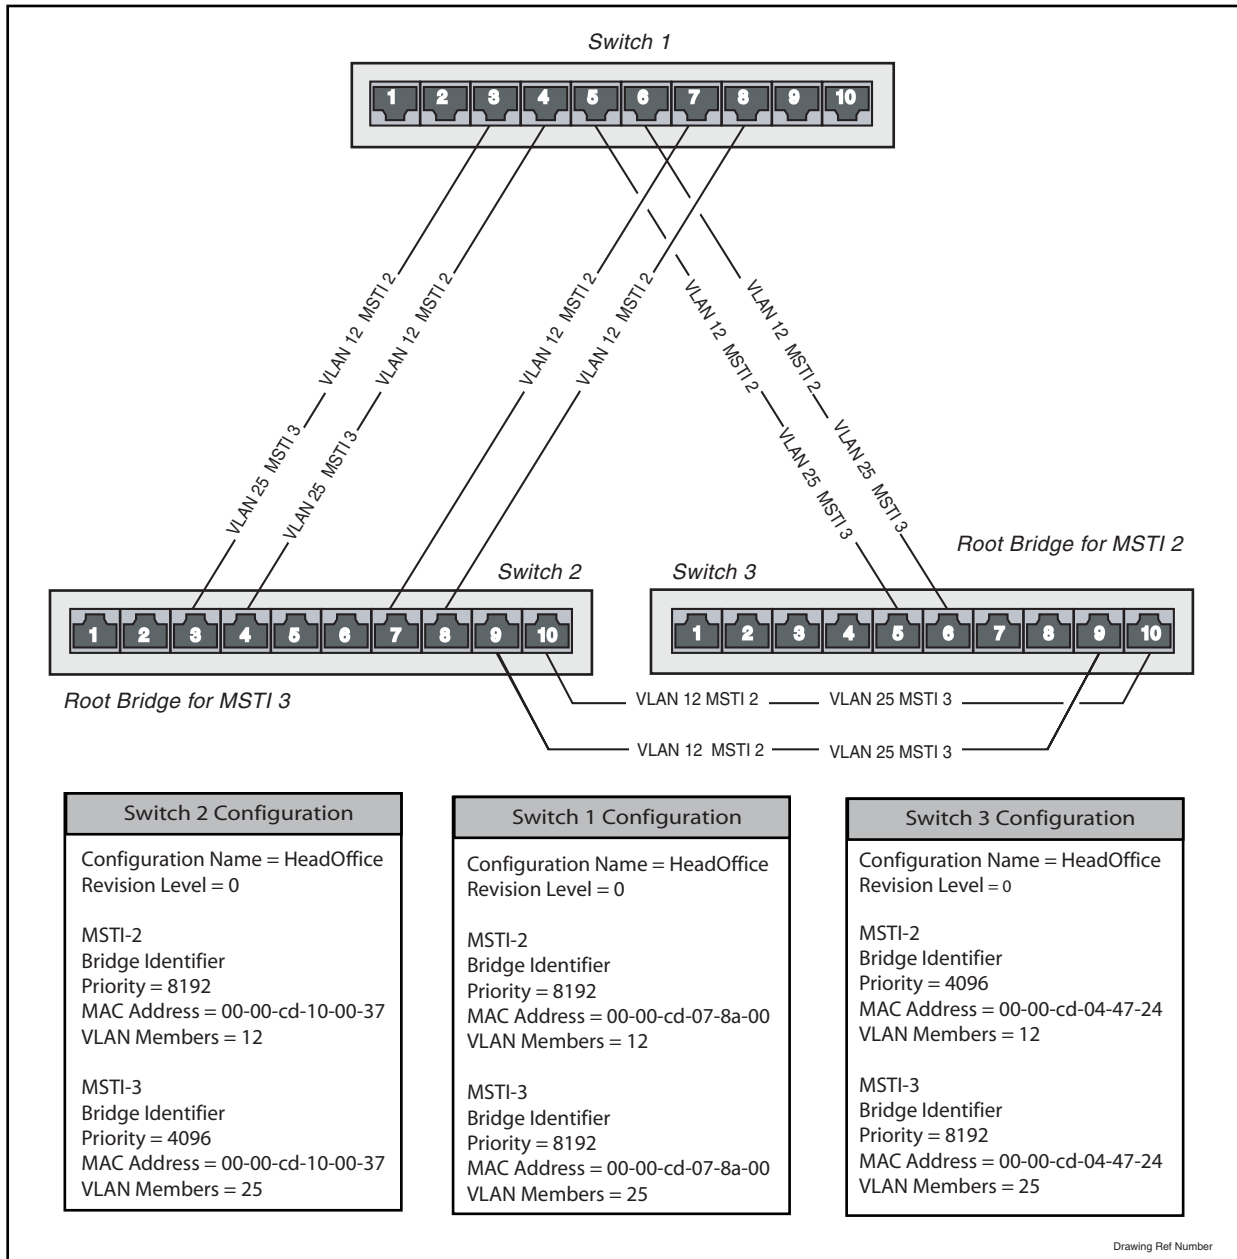 Switch 1
1 2 3 4 5 6 7 8 9 10
VLAN 25 MSTI 3 VLAN 12 MSTI 2
VLAN 25 MSTI 3 VLAN 12 MSTI 2
VLAN 12 MSTI 2
VLAN 12 MSTI 2
VLAN 12 MSTI 2 VLAN 25 MSTI 3
VLAN 12 MSTI 2 VLAN 25 MSTI 3
Root Bridge for MSTI 2
Switch 2
Switch 3
1 2 3 4 5 6 7 8 9 10
1 2 3 4 5 6 7 8 9 10
Root Bridge for MSTI 3
VLAN 12 MSTI 2 VLAN 25 MSTI 3
VLAN 12 MSTI 2 VLAN 25 MSTI 3
Switch 2 Configuration
Configuration Name = HeadOffice
Revision Level = 0
MSTI-2
Bridge Identifier
Priority = 8192
MAC Address = 00-00-cd-10-00-37
VLAN Members = 12
MSTI-3
Bridge Identifier
Priority = 4096
MAC Address = 00-00-cd-10-00-37
VLAN Members = 25
Switch 1 Configuration
Configuration Name = HeadOffice
Revision Level = 0
MSTI-2
Bridge Identifier
Priority = 8192
MAC Address = 00-00-cd-07-8a-00
VLAN Members = 12
MSTI-3
Bridge Identifier
Priority = 8192
MAC Address = 00-00-cd-07-8a-00
VLAN Members = 25
Switch 3 Configuration
Configuration Name = HeadOffice
Revision Level = 0
MSTI-2
Bridge Identifier
Priority = 4096
MAC Address = 00-00-cd-04-47-24
VLAN Members = 12
MSTI-3
Bridge Identifier
Priority = 8192
MAC Address = 00-00-cd-04-47-24
VLAN Members = 25
Drawing Ref Number